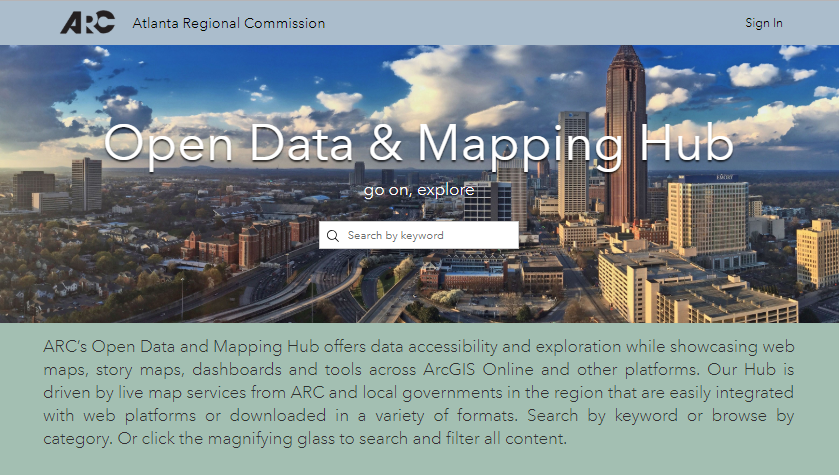 ARC Atlanta Regional Commission Sign In
Open Data & Mapping Hub
go on, explore
Search by keyword
ARC's Open Data and Mapping Hub offers data accessibility and exploration while showcasing web
maps, story maps, dashboards and tools across ArcGIS Online and other platforms. Our Hub is
driven by live map services from ARC and local governments in the region that are easily integrated
with web platforms or downloaded in a variety of formats. Search by keyword or browse by
category. Or click the magnifying glass to search and filter all content.